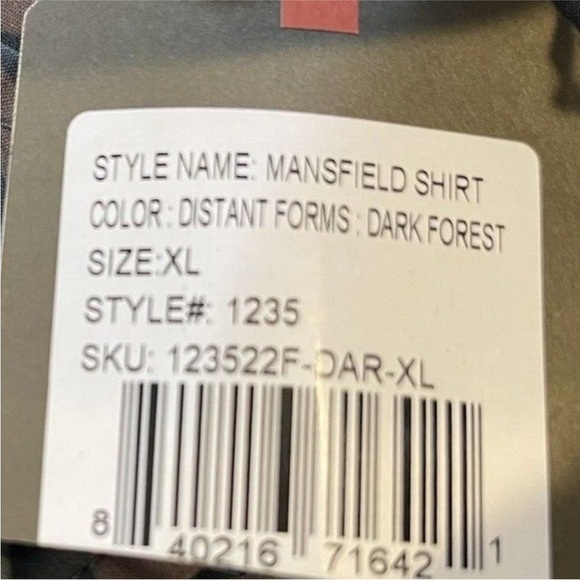 STYLE NAME: MANSFIELD SHIRT
COLOR : DISTANT FORMS : DARK FOREST
SIZE:XL
STYLE#: 1235
SKU: 123522F-DAR-XL
8 40216 71642 1